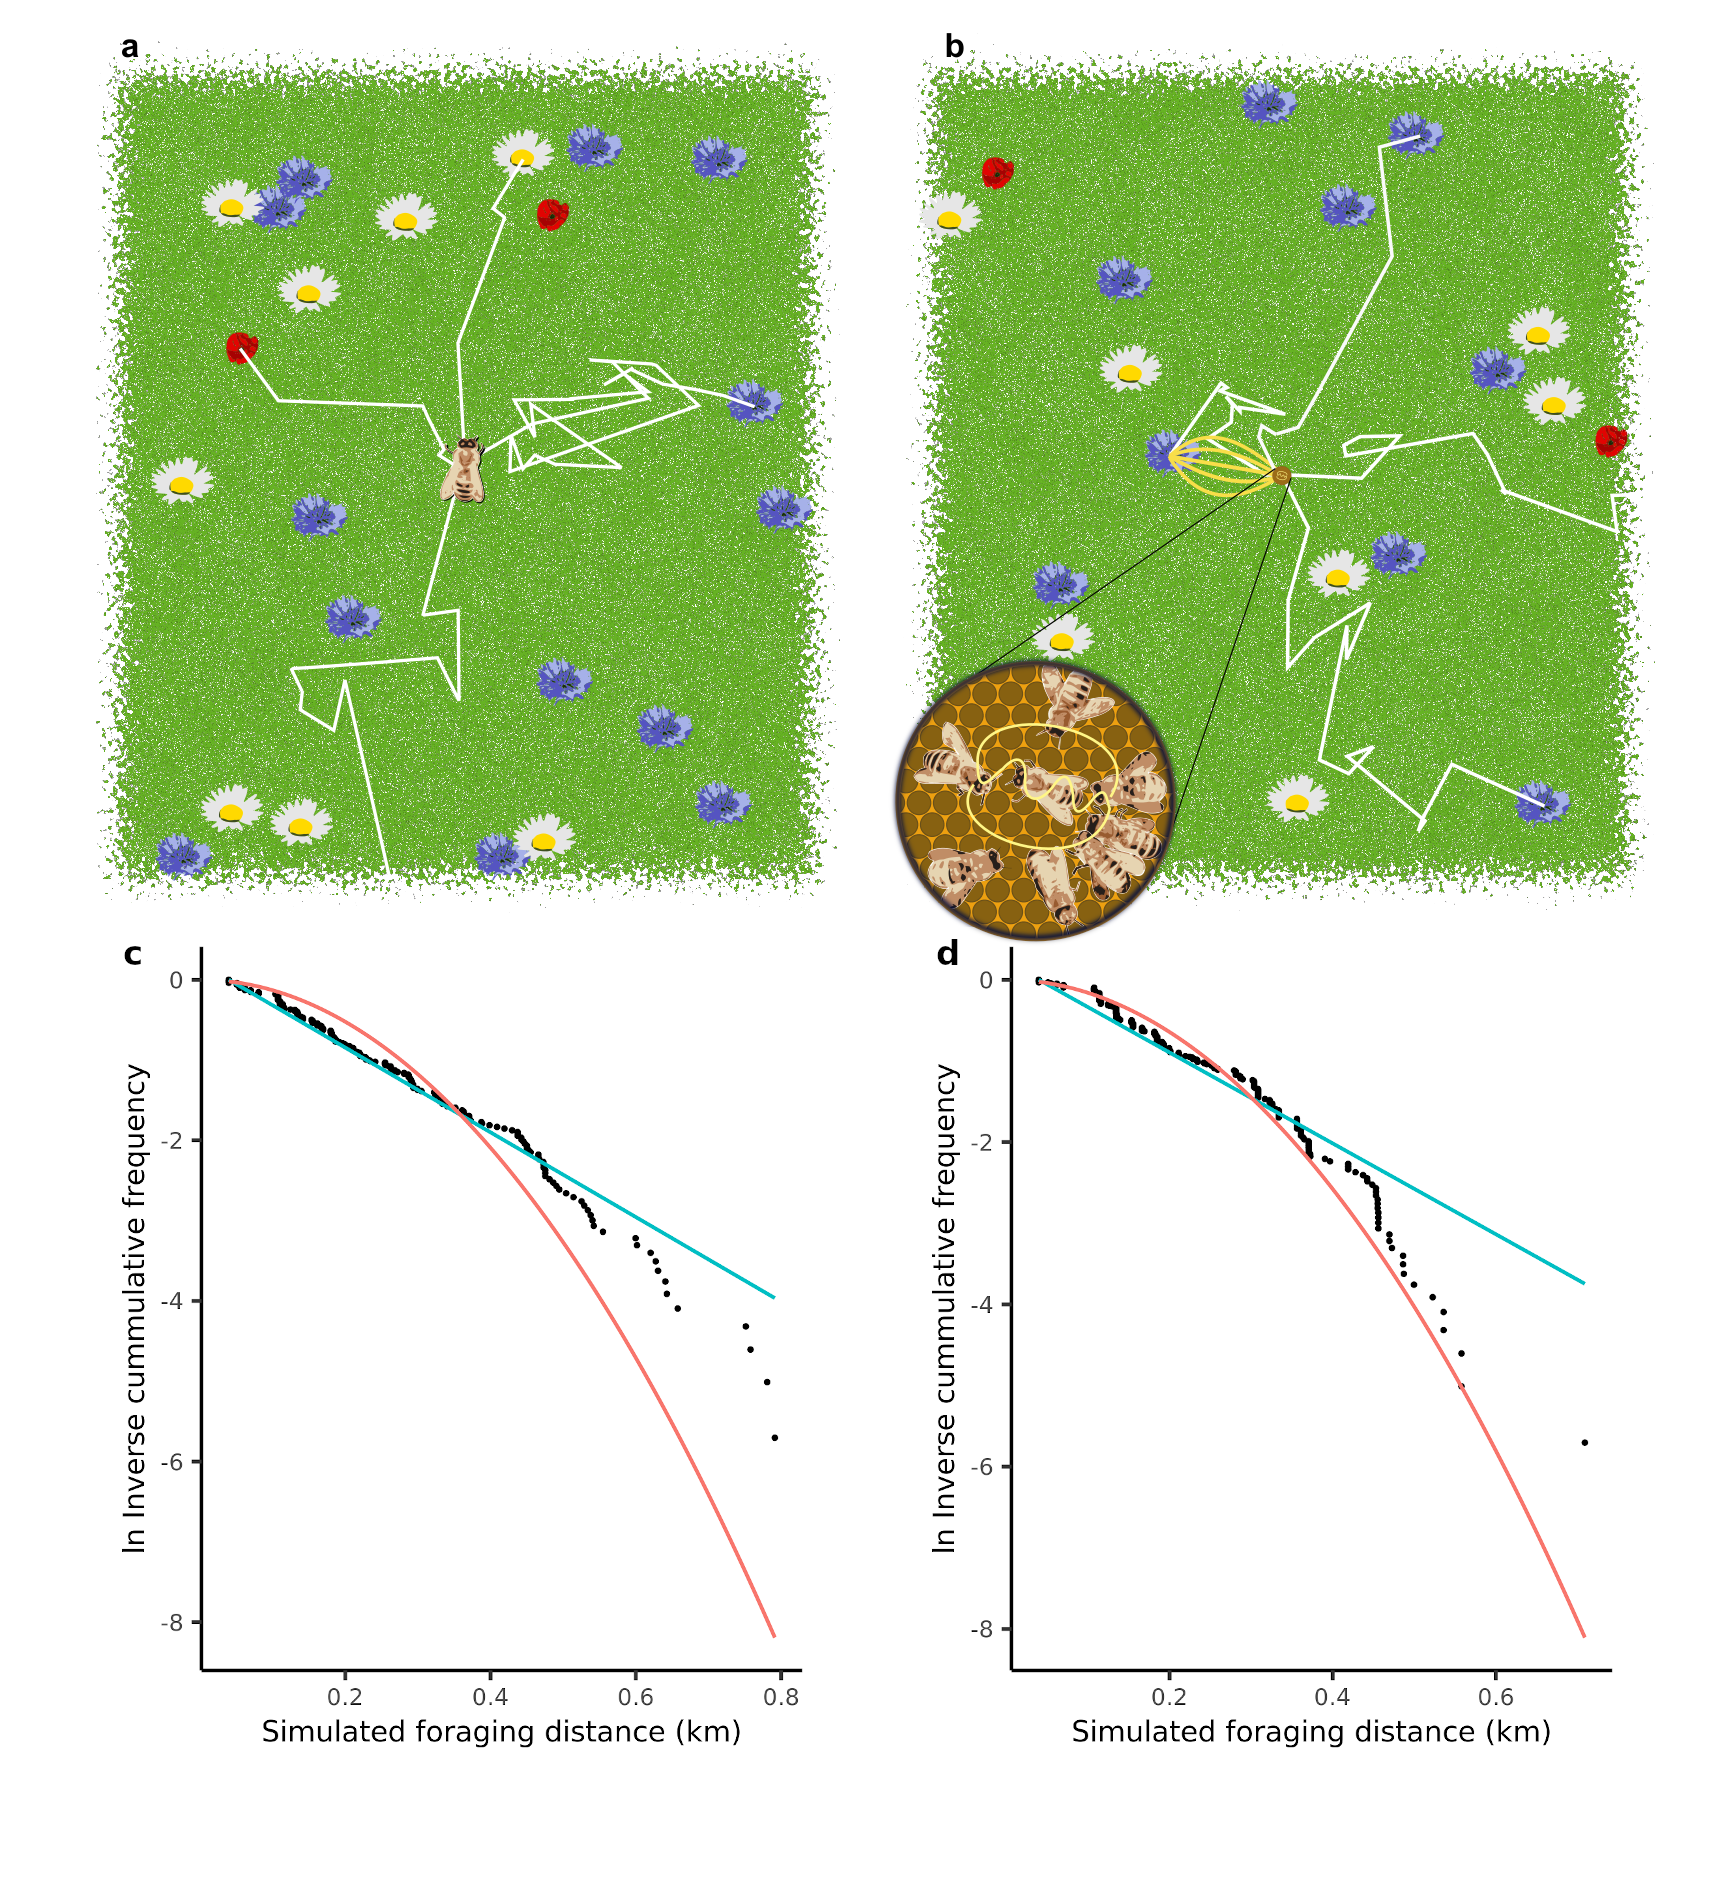 a
b
c
d
ln Inverse cummulative frequency
0
-2
-4
-6
-8
0.2 0.4 0.6 0.8
Simulated foraging distance (km)
ln Inverse cummulative frequency
0
-2
-4
-6
-8
0.2 0.4 0.6
Simulated foraging distance (km)